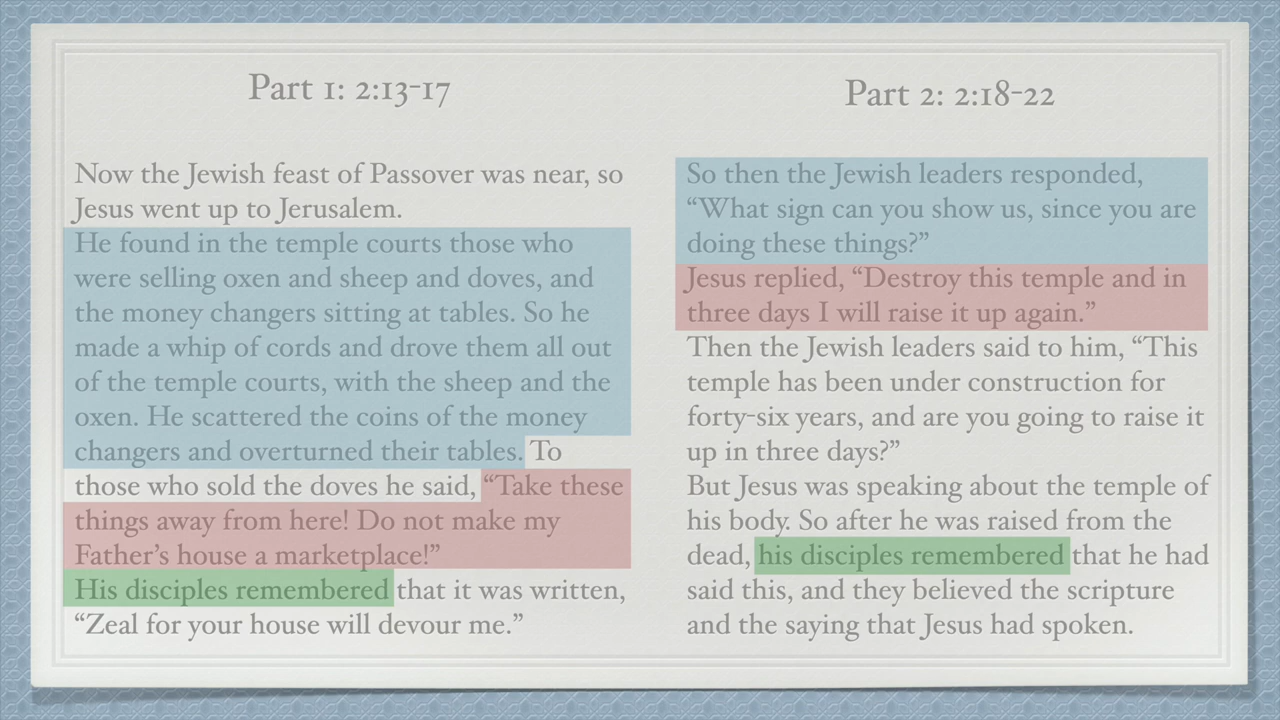 Part 1: 2:13-17
Now the Jewish feast of Passover was near, so
Jesus went up to Jerusalem.
He found in the temple courts those who
were selling oxen and sheep and doves, and
the money changers sitting at tables. So he
made a whip of cords and drove them all out
of the temple courts, with the sheep and the
oxen. He scattered the coins of the money
changers and overturned their tables. To
those who sold the doves he said, “Take these
things away from here! Do not make my
Father’s house a marketplace!”
His disciples remembered that it was written,
“Zeal for your house will devour me.”
Part 2: 2:18-22
So then the Jewish leaders responded,
“What sign can you show us, since you are
doing these things?”
Jesus replied, “Destroy this temple and in
three days I will raise it up again.”
Then the Jewish leaders said to him, “This
temple has been under construction for
forty-six years, and are you going to raise it
up in three days?”
But Jesus was speaking about the temple of
his body. So after he was raised from the
dead, his disciples remembered that he had
said this, and they believed the scripture
and the saying that Jesus had spoken.